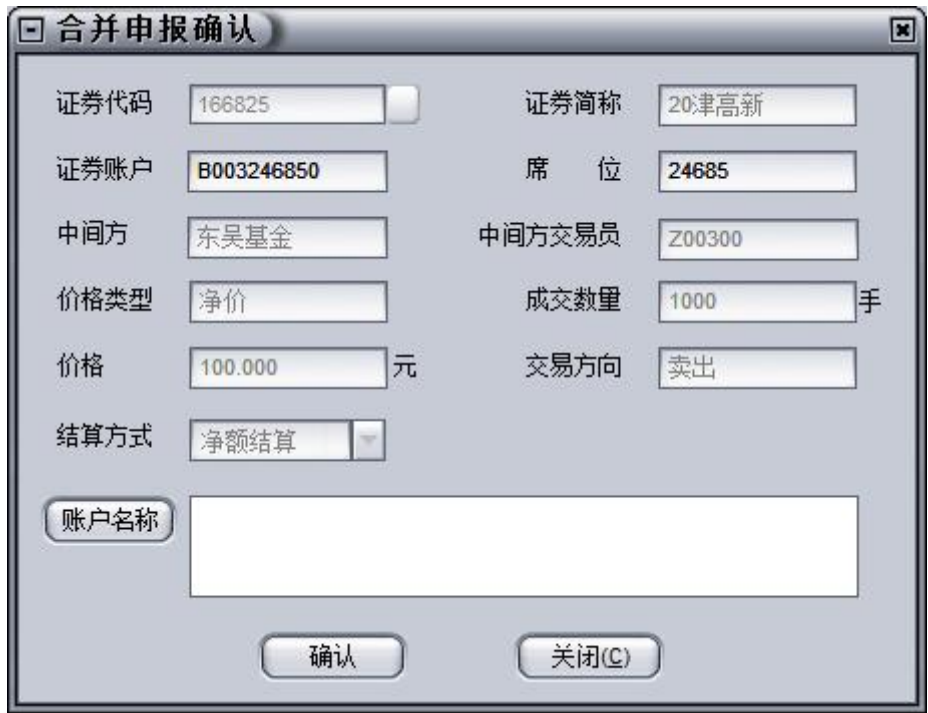 合并申报确认
证券代码 166825 证券简称 20津高新
证券账户 B003246850 席 位 24685
中间方 东吴基金 中间方交易员 Z00300
价格类型 净价 成交数量 1000 手
价格 100.000 元 交易方向 卖出
结算方式 净额结算
账户名称
确认 关闭(C)